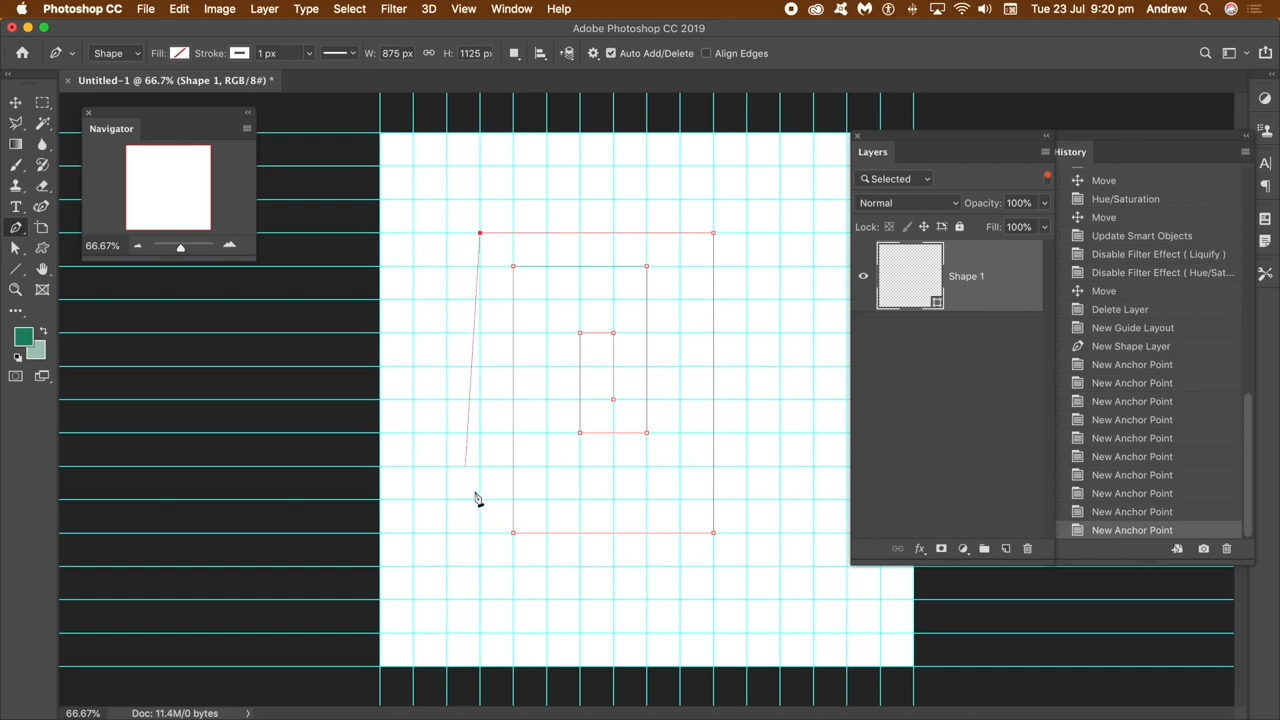 Photoshop CC File Edit Image Layer Type Select Filter 3D View Window Help Tue 23 Jul 9:20 pm Andrew
Adobe Photoshop CC 2019
Shape Fill: Stroke: 1 px W: 875 px H: 1125 px Auto Add/Delete Align Edges
Untitled-1 @ 66.7% (Shape 1, RGB/8#) *
Navigator
66.67%
Layers
Selected
Normal Opacity: 100%
Lock: Fill: 100%
Shape 1
History
Move
Hue/Saturation
Move
Update Smart Objects
Disable Filter Effect ( Liquify )
Disable Filter Effect ( Hue/Sat...
Move
Delete Layer
New Guide Layout
New Shape Layer
New Anchor Point
New Anchor Point
New Anchor Point
New Anchor Point
New Anchor Point
New Anchor Point
New Anchor Point
New Anchor Point
New Anchor Point
New Anchor Point
66.67% Doc: 11.4M/0 bytes